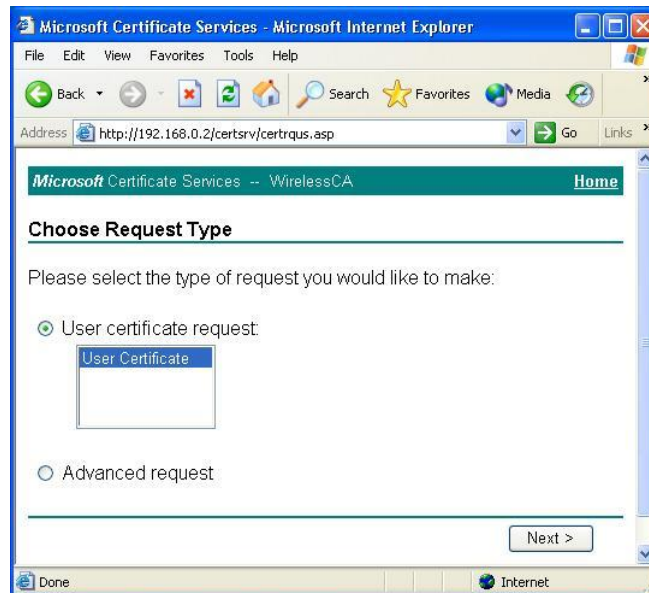 Microsoft Certificate Services - Microsoft Internet Explorer
File Edit View Favorites Tools Help
Back Search Favorites Media »
Address http://192.168.0.2/certsrv/certrqus.asp Go Links »
Microsoft Certificate Services -- WirelessCA Home
Choose Request Type
Please select the type of request you would like to make:
User certificate request:
User Certificate
Advanced request
Next >
Done Internet